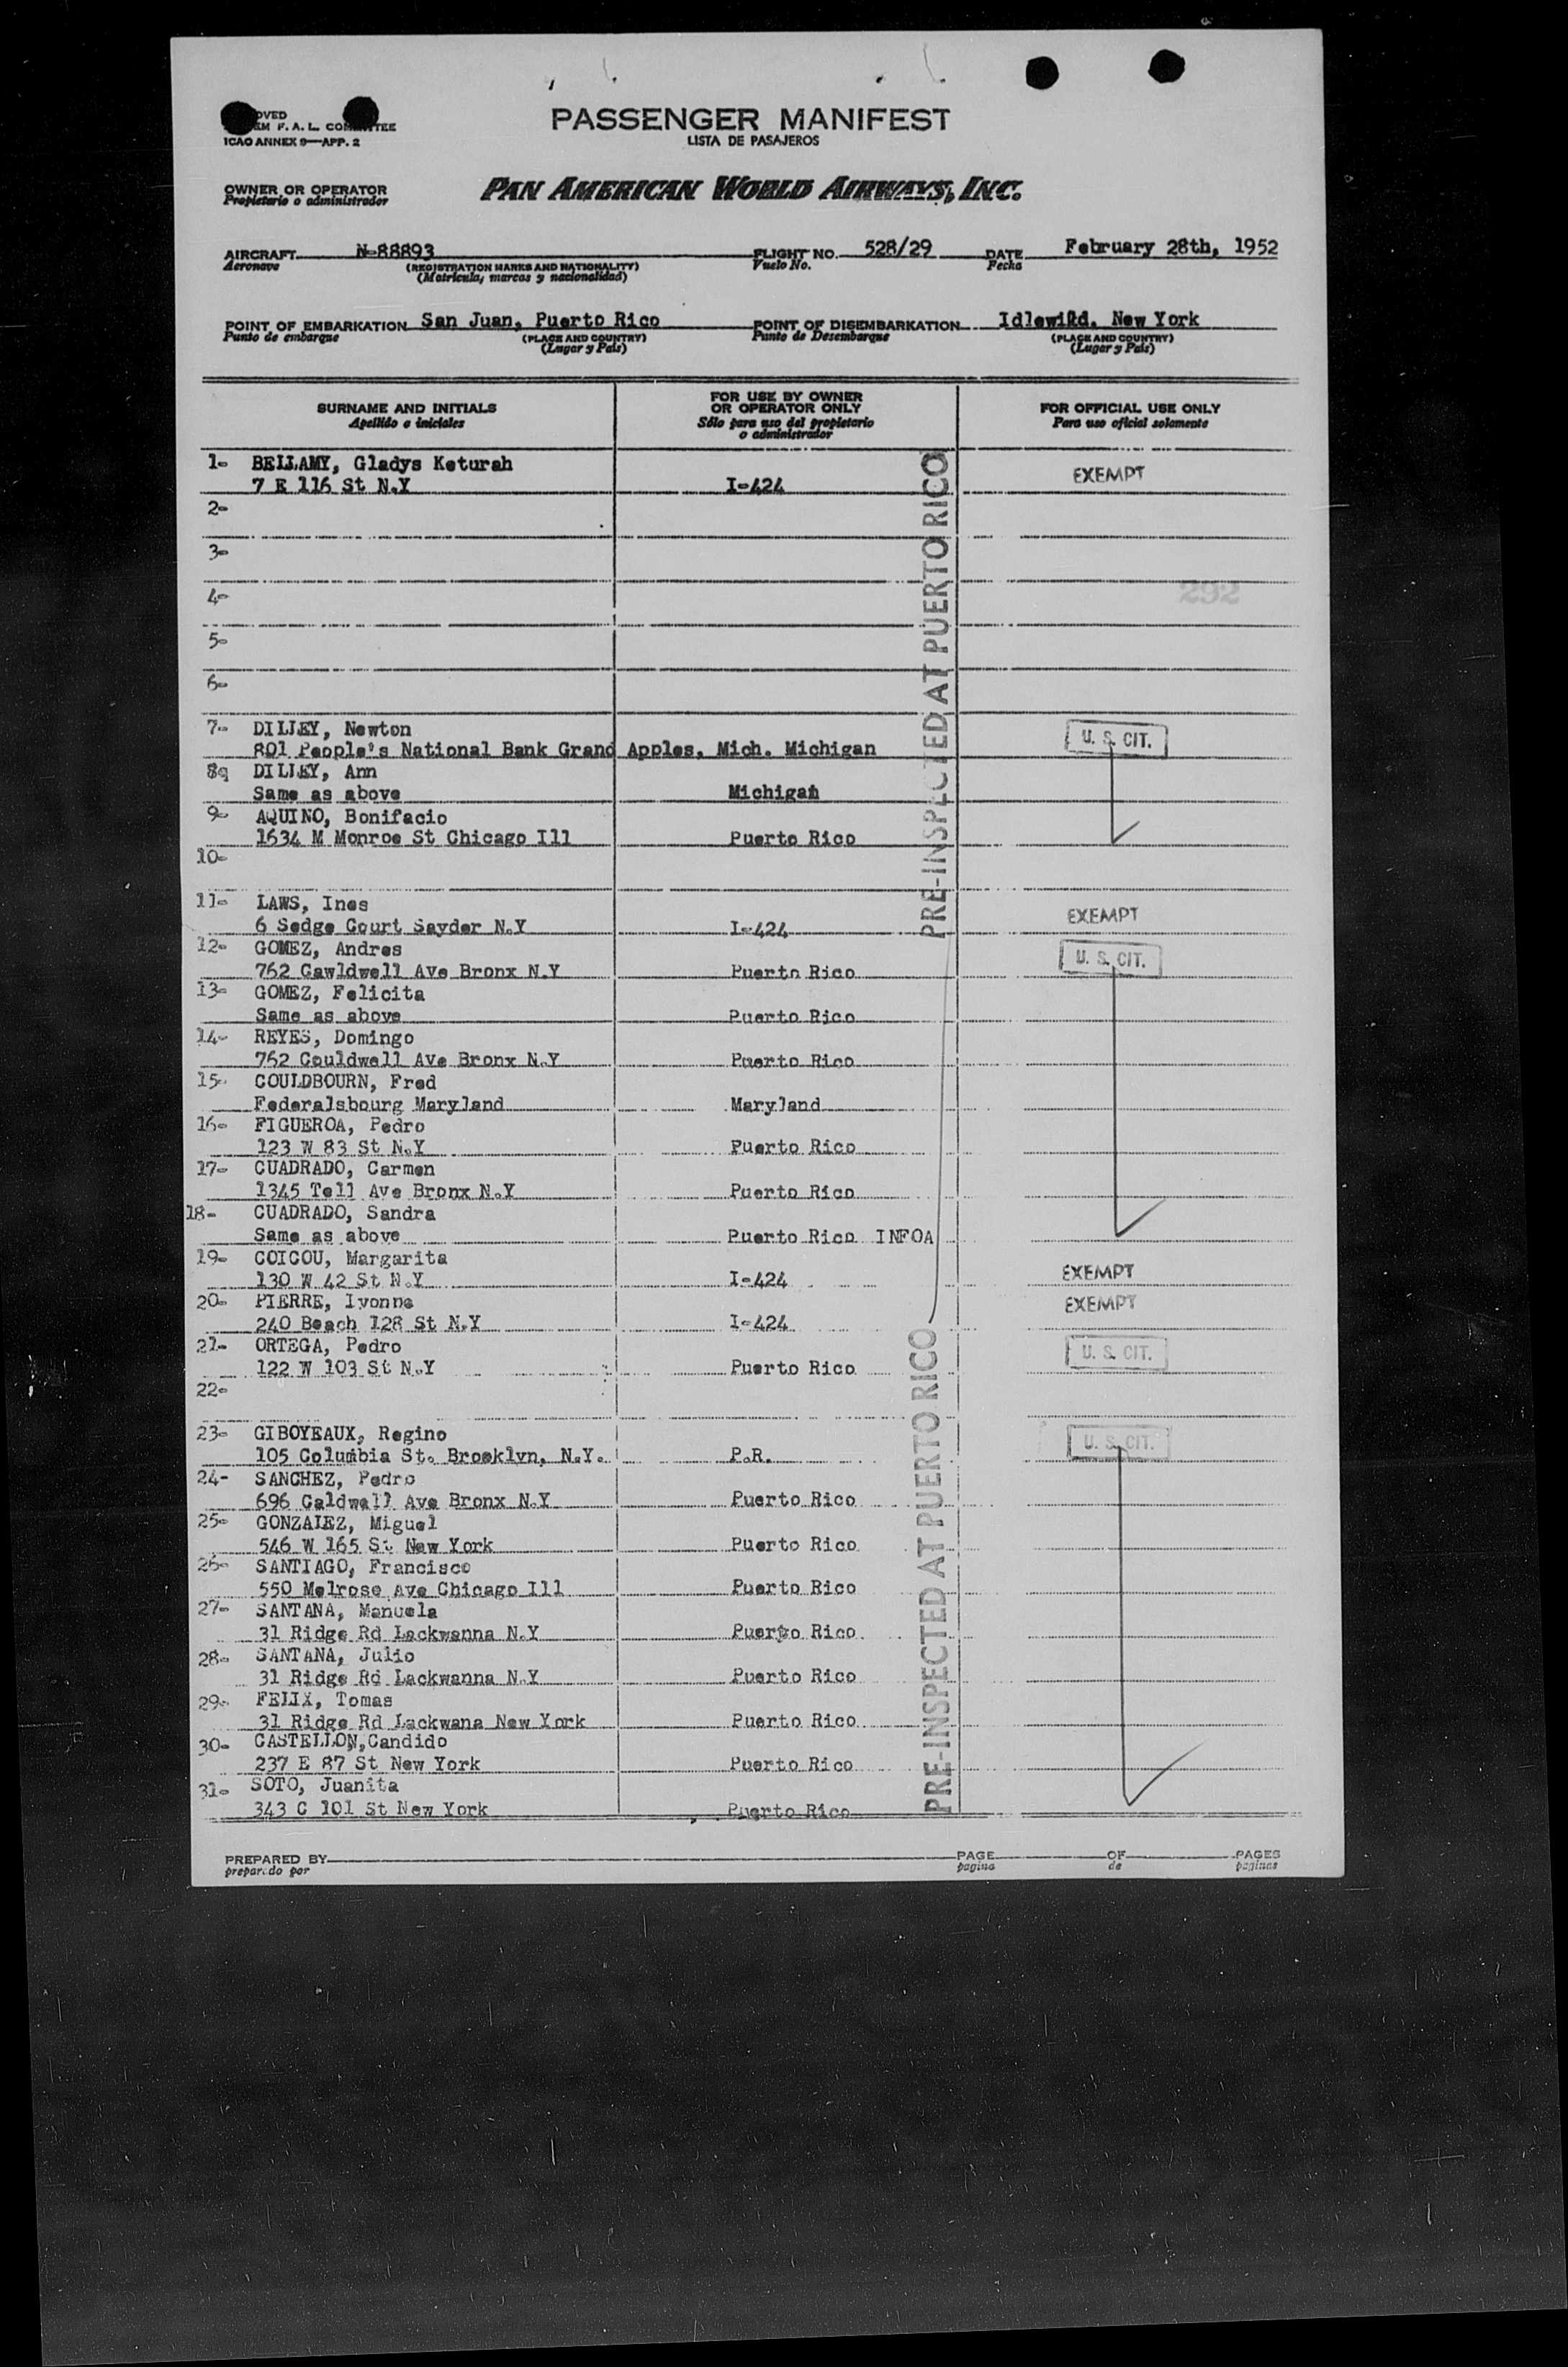 PASSENGER MANIFEST
LISTA DE PASAJEROS
OVED
EM F. A. L. COMMITTEE
ICAO ANNEX 9—APP. 2
OWNER OR OPERATOR
Propietario o administrador
PAN AMERICAN WORLD AIRWAYS, INC.
AIRCRAFT N-88893 FLIGHT NO. 528/29 DATE February 28th, 1952
Aeronave (REGISTRATION MARKS AND NATIONALITY) Vuelo No. Fecha
(Matricula, marcas y nacionalidad)
POINT OF EMBARKATION San Juan, Puerto Rico POINT OF DISEMBARKATION Idlewild, New York
Punto de embarque (PLACE AND COUNTRY) Punto de Desembarque (PLACE AND COUNTRY)
(Lugar y País) (Lugar y País)
SURNAME AND INITIALS
Apellido e iniciales
FOR USE BY OWNER
OR OPERATOR ONLY
Sólo para uso del propietario
o administrador
FOR OFFICIAL USE ONLY
Para uso oficial solamente
1- BELLAMY, Gladys Keturah
7 E 116 St N.Y I-424 EXEMPT
2-
3-
4- 292
5-
6-
7- DILLEY, Newton
801 People's National Bank Grand Apples, Mich. Michigan U. S. CIT.
8q DILLEY, Ann
Same as above Michigan
9- AQUINO, Bonifacio
1634 M Monroe St Chicago Ill Puerto Rico
10-
11- LAWS, Ines
6 Sedge Court Sayder N.Y I-424 EXEMPT
12- GOMEZ, Andres
762 Cawldwell Ave Bronx N.Y Puerto Rico U. S. CIT.
13- GOMEZ, Felicita
Same as above Puerto Rico
14- REYES, Domingo
762 Couldwell Ave Bronx N.Y Puerto Rico
15- COULDBOURN, Fred
Federalsbourg Maryland Maryland
16- FIGUEROA, Pedro
123 W 83 St N.Y Puerto Rico
17- CUADRADO, Carmen
1345 Tell Ave Bronx N.Y Puerto Rico
18- CUADRADO, Sandra
Same as above Puerto Rico INFOA
19- COICOU, Margarita
130 W 42 St N.Y I-424 EXEMPT
20- PIERRE, Ivonne
240 Beach 128 St N.Y I-424 EXEMPT
21- ORTEGA, Pedro
122 W 103 St N.Y Puerto Rico U. S. CIT.
22-
23- GIBOYEAUX, Regino
105 Columbia St. Brooklyn, N.Y. P.R. U. S. CIT.
24- SANCHEZ, Pedro
696 Caldwell Ave Bronx N.Y Puerto Rico
25- GONZALEZ, Miguel
546 W 165 St New York Puerto Rico
26- SANTIAGO, Francisco
550 Melrose Ave Chicago Ill Puerto Rico
27- SANTANA, Manuela
31 Ridge Rd Lackwanna N.Y Puerto Rico
28- SANTANA, Julio
31 Ridge Rd Lackwanna N.Y Puerto Rico
29- FELIX, Tomas
31 Ridge Rd Lackwana New York Puerto Rico
30- CASTELLON, Candido
237 E 87 St New York Puerto Rico
31- SOTO, Juanita
343 C 101 St New York Puerto Rico
PRE-INSPECTED AT PUERTO RICO
PRE-INSPECTED AT PUERTO RICO
PREPARED BY PAGE OF PAGES
preparado por pagina de paginas